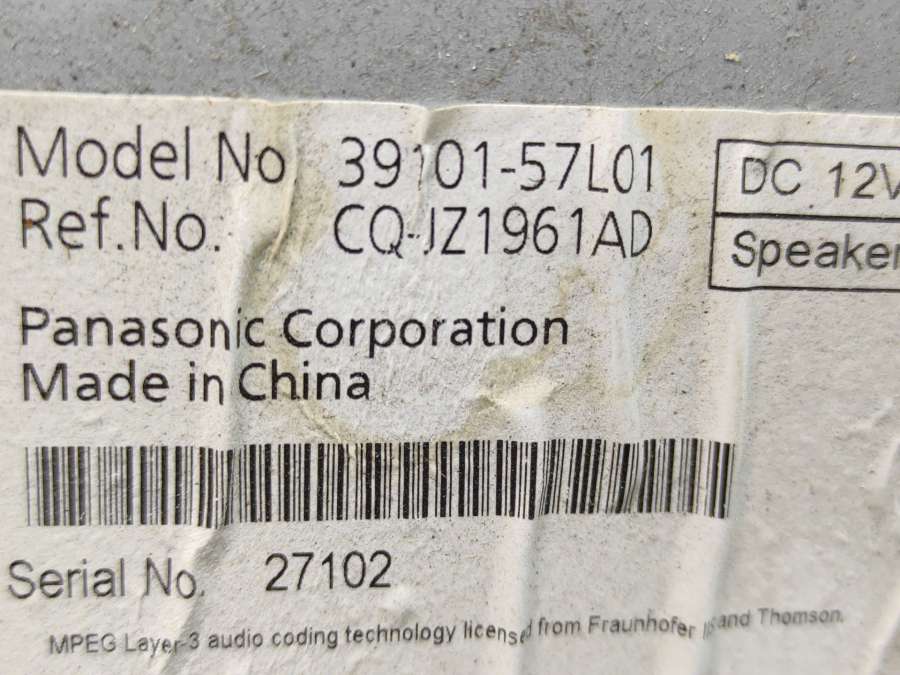 Model No 39101-57L01
DC 12V
Ref.No. CQ-JZ1961AD
Speaker
Panasonic Corporation
Made in China
Serial No. 27102
MPEG Layer-3 audio coding technology licensed from Fraunhofer IIS and Thomson.